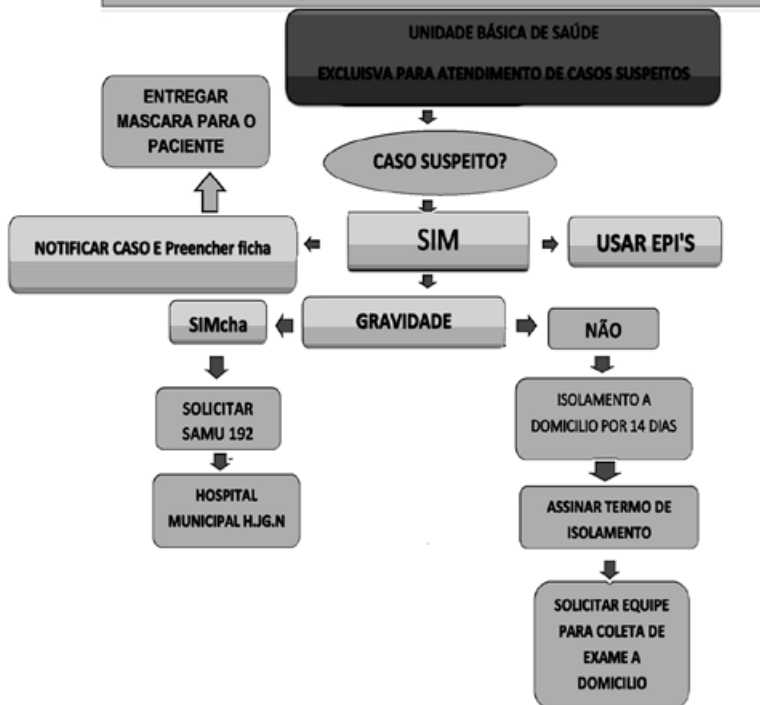 UNIDADE BÁSICA DE SAÚDE
EXCLUISVA PARA ATENDIMENTO DE CASOS SUSPEITOS
ENTREGAR
MASCARA PARA O
PACIENTE
CASO SUSPEITO?
NOTIFICAR CASO E Preencher ficha
SIM
USAR EPI'S
SIMcha
GRAVIDADE
NÃO
SOLICITAR
SAMU 192
HOSPITAL
MUNICIPAL H.JG.N
ISOLAMENTO A
DOMICILIO POR 14 DIAS
ASSINAR TERMO DE
ISOLAMENTO
SOLICITAR EQUIPE
PARA COLETA DE
EXAME A
DOMICILIO